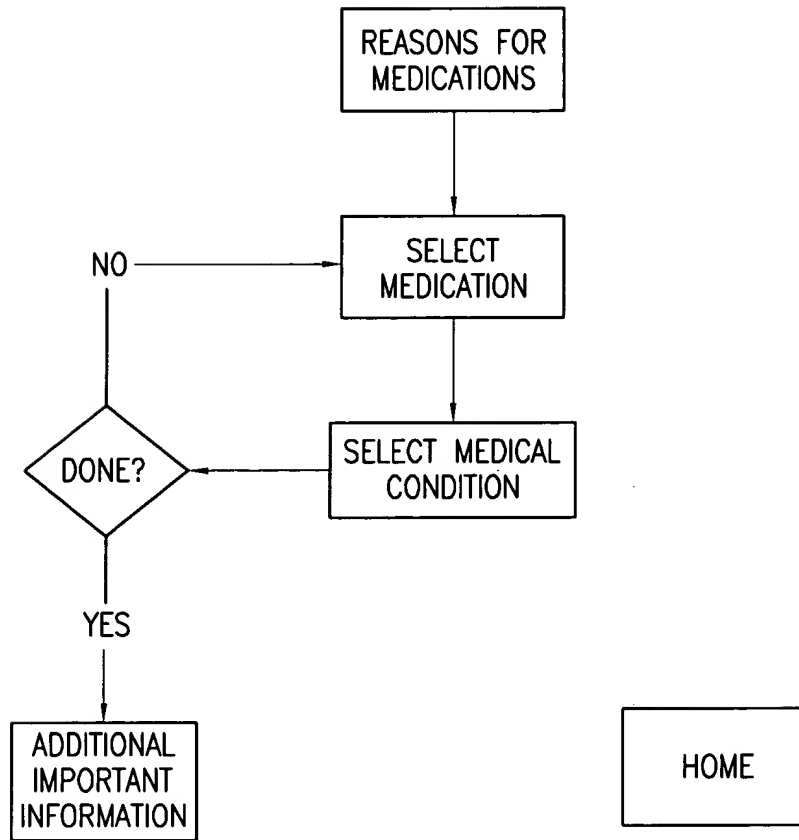 REASONS FOR
MEDICATIONS
NO
SELECT
MEDICATION
DONE?
SELECT MEDICAL
CONDITION
YES
ADDITIONAL
IMPORTANT
INFORMATION
HOME